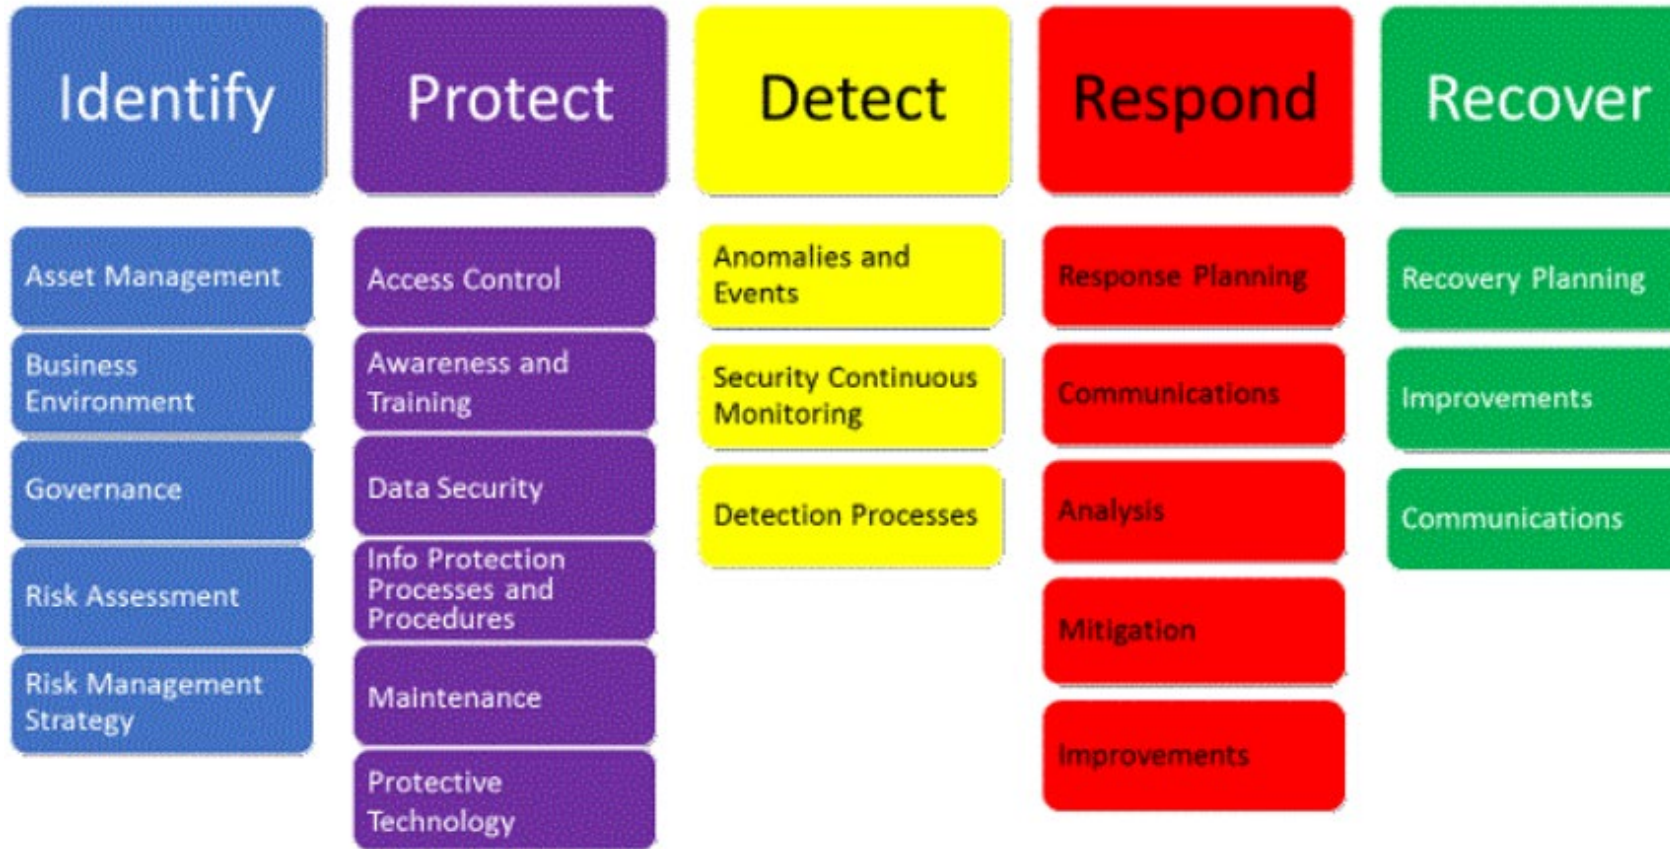 Identify
Asset Management
Business
Environment
Governance
Risk Assessment
Risk Management
Strategy
Protect
Access Control
Awareness and
Training
Data Security
Info Protection
Processes and
Procedures
Maintenance
Protective
Technology
Detect
Anomalies and
Events
Security Continuous
Monitoring
Detection Processes
Respond
Response Planning
Communications
Analysis
Mitigation
Improvements
Recover
Recovery Planning
Improvements
Communications